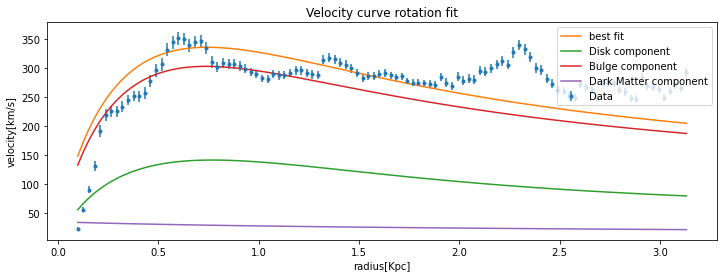 Velocity curve rotation fit
velocity[km/s]
350
300
250
200
150
100
50
best fit
Disk component
Bulge component
Dark Matter component
Data
0.0 0.5 1.0 1.5 2.0 2.5 3.0
radius[Kpc]